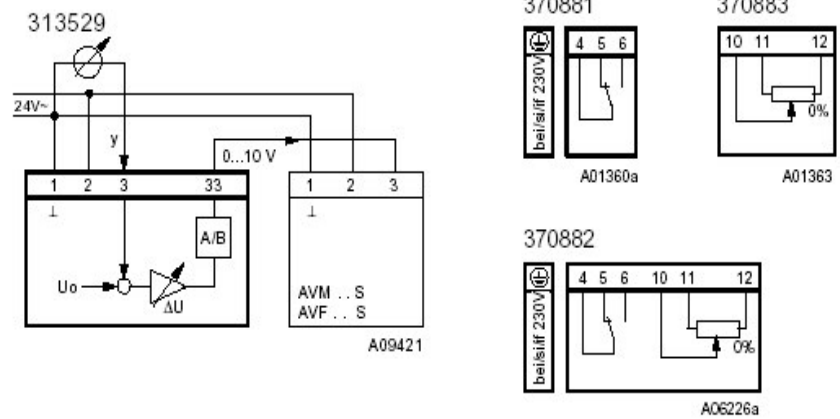 313529
24V~
y
0...10 V
1 2 3 33
⊥
A/B
Uo
ΔU
1 2 3
⊥
AVM . . S
AVF . . S
A09421
370881
bei/si/if 230V
4 5 6
A01360a
370883
10 11 12
0%
A01363
370882
bei/si/if 230V
4 5 6 10 11 12
0%
A06226a